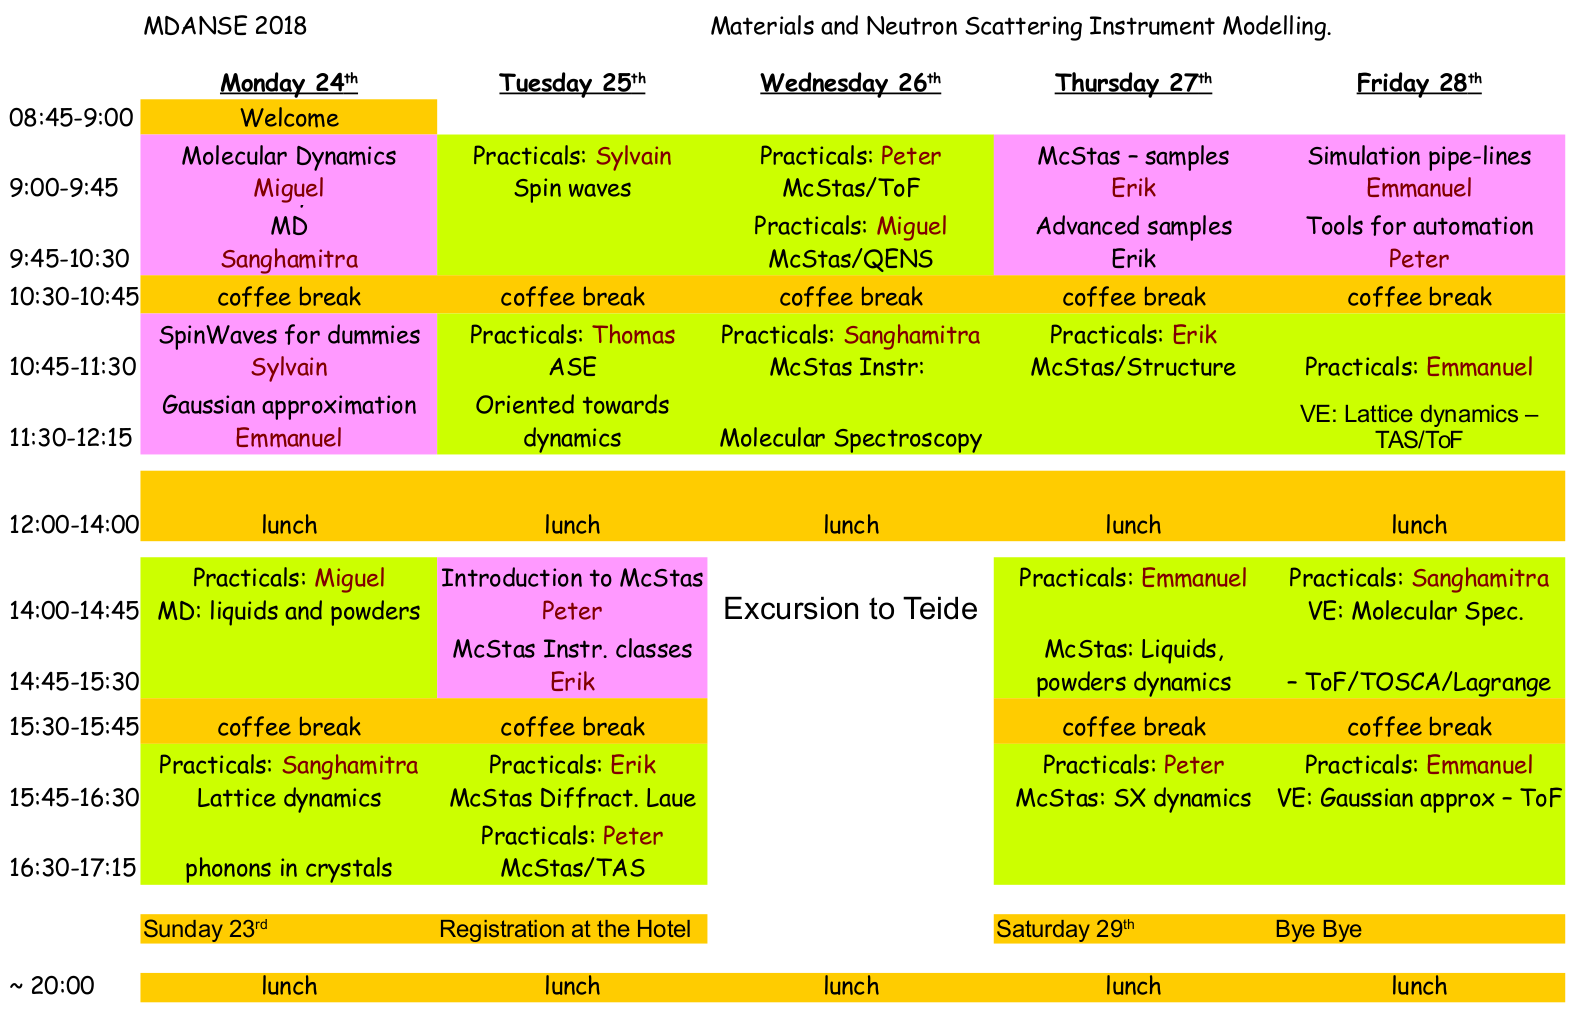 MDANSE 2018 Materials and Neutron Scattering Instrument Modelling.
Monday 24th Tuesday 25th Wednesday 26th Thursday 27th Friday 28th
08:45-9:00 Welcome
Molecular Dynamics Practicals: Sylvain Practicals: Peter McStas – samples Simulation pipe-lines
9:00-9:45 Miguel Spin waves McStas/ToF Erik Emmanuel
. MD Practicals: Miguel Advanced samples Tools for automation
9:45-10:30 Sanghamitra McStas/QENS Erik Peter
10:30-10:45 coffee break coffee break coffee break coffee break coffee break
SpinWaves for dummies Practicals: Thomas Practicals: Sanghamitra Practicals: Erik
10:45-11:30 Sylvain ASE McStas Instr: McStas/Structure Practicals: Emmanuel
Gaussian approximation Oriented towards VE: Lattice dynamics –
11:30-12:15 Emmanuel dynamics Molecular Spectroscopy TAS/ToF
12:00-14:00 lunch lunch lunch lunch lunch
Practicals: Miguel Introduction to McStas Practicals: Emmanuel Practicals: Sanghamitra
14:00-14:45 MD: liquids and powders Peter Excursion to Teide VE: Molecular Spec.
McStas Instr. classes McStas: Liquids,
14:45-15:30 Erik powders dynamics – ToF/TOSCA/Lagrange
15:30-15:45 coffee break coffee break coffee break coffee break
Practicals: Sanghamitra Practicals: Erik Practicals: Peter Practicals: Emmanuel
15:45-16:30 Lattice dynamics McStas Diffract. Laue McStas: SX dynamics VE: Gaussian approx – ToF
Practicals: Peter
16:30-17:15 phonons in crystals McStas/TAS
Sunday 23rd Registration at the Hotel Saturday 29th Bye Bye
~ 20:00 lunch lunch lunch lunch lunch